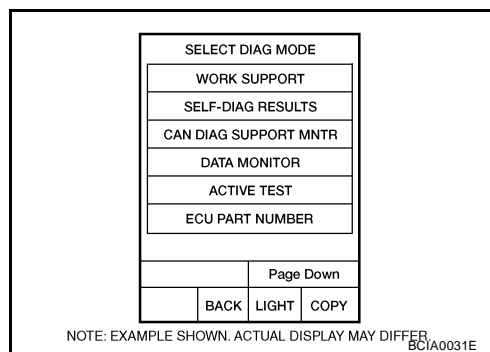 SELECT DIAG MODE
WORK SUPPORT
SELF-DIAG RESULTS
CAN DIAG SUPPORT MNTR
DATA MONITOR
ACTIVE TEST
ECU PART NUMBER
Page Down
BACK LIGHT COPY
NOTE: EXAMPLE SHOWN. ACTUAL DISPLAY MAY DIFFER.
BCIA0031E